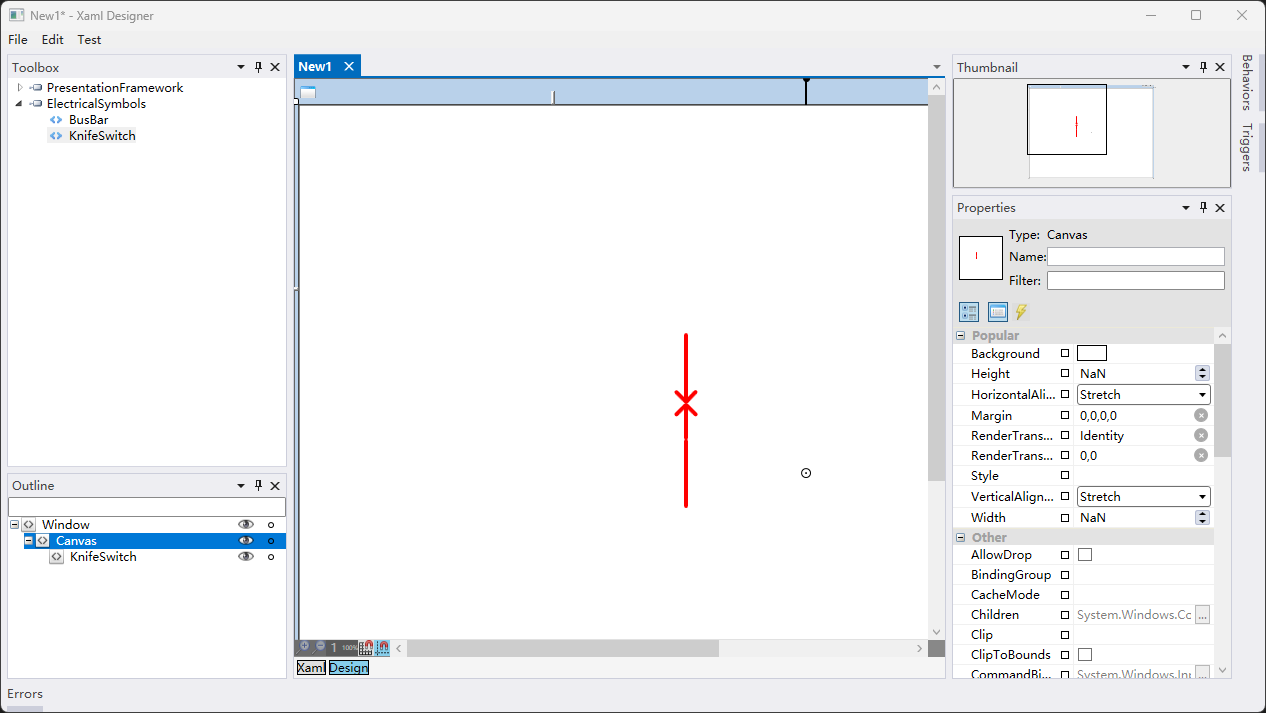 New1* - Xaml Designer
File Edit Test
Toolbox
PresentationFramework
ElectricalSymbols
BusBar
KnifeSwitch
Outline
Window
Canvas
KnifeSwitch
Errors
New1
1 100%
Xaml Design
Thumbnail
Properties
Type: Canvas
Name:
Filter:
Popular
Background
Height NaN
HorizontalAli... Stretch
Margin 0,0,0,0
RenderTrans... Identity
RenderTrans... 0,0
Style
VerticalAlign... Stretch
Width NaN
Other
AllowDrop
BindingGroup
CacheMode
Children System.Windows.Cc ...
Clip
ClipToBounds
CommandBi... System.Windows.Inp ...
Behaviors
Triggers